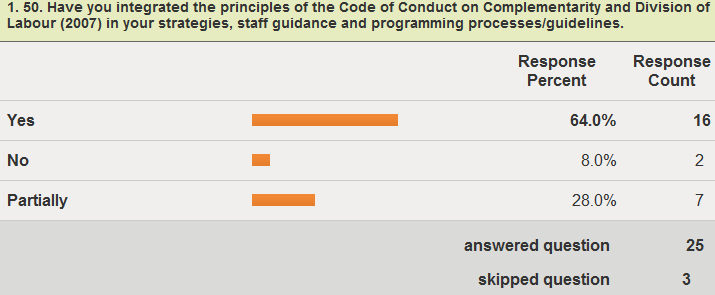 1. 50. Have you integrated the principles of the Code of Conduct on Complementarity and Division of
Labour (2007) in your strategies, staff guidance and programming processes/guidelines.
Response Percent Response Count
Yes 64.0% 16
No 8.0% 2
Partially 28.0% 7
answered question 25
skipped question 3